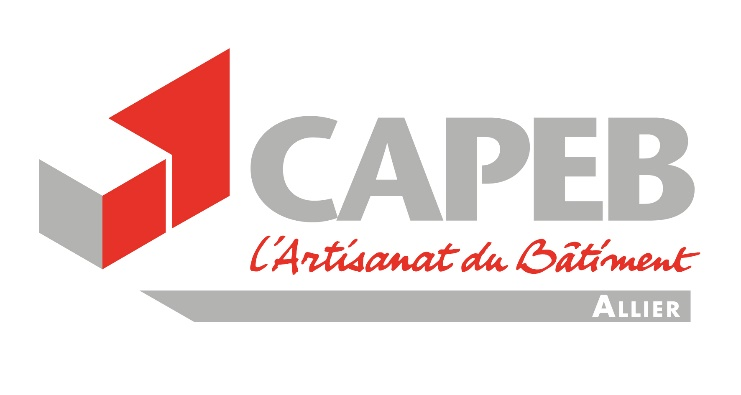 CAPEB
L'Artisanat du Bâtiment
ALLIER